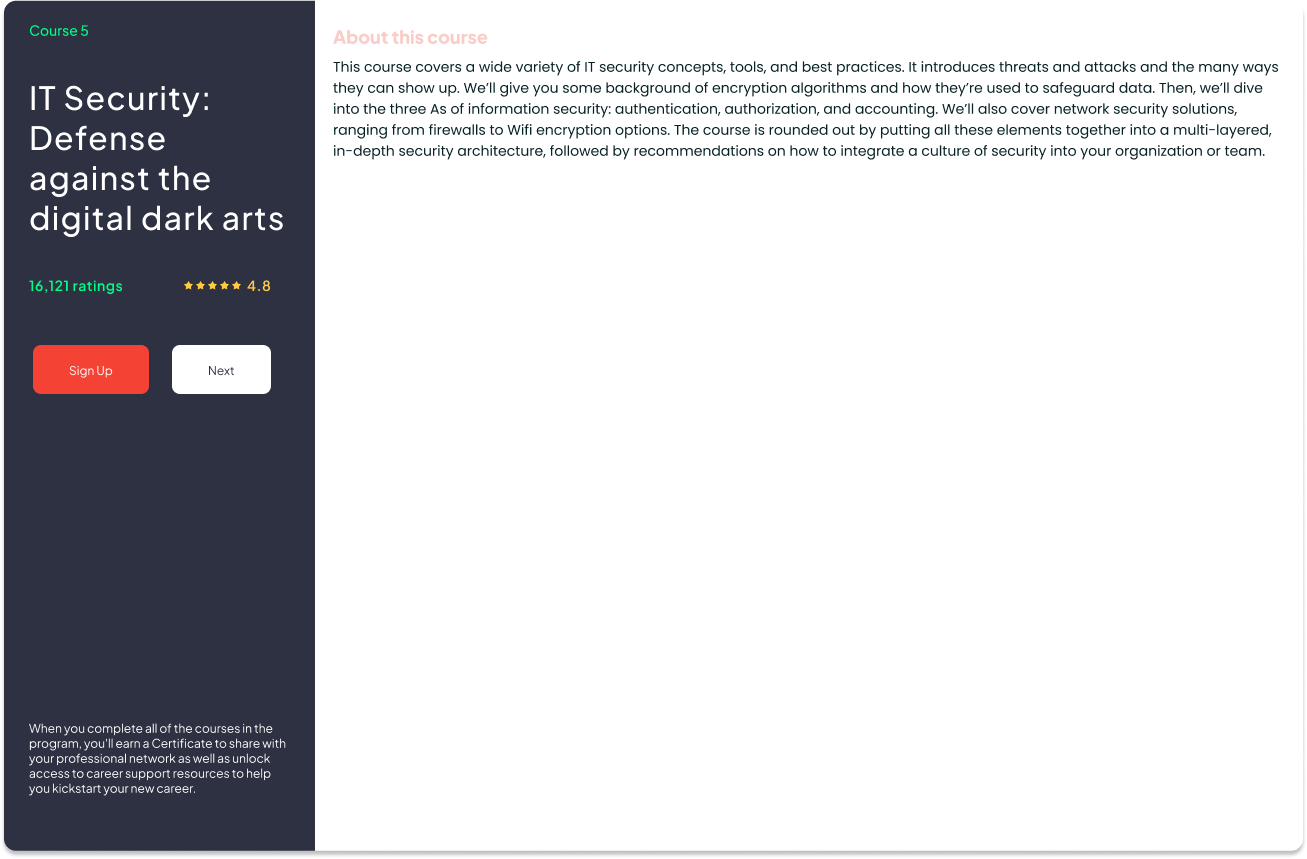 Course 5
IT Security:
Defense
against the
digital dark arts
16,121 ratings
4.8
Sign Up
Next
When you complete all of the courses in the
program, you'll earn a Certificate to share with
your professional network as well as unlock
access to career support resources to help
you kickstart your new career.
About this course
This course covers a wide variety of IT security concepts, tools, and best practices. It introduces threats and attacks and the many ways
they can show up. We’ll give you some background of encryption algorithms and how they’re used to safeguard data. Then, we’ll dive
into the three As of information security: authentication, authorization, and accounting. We’ll also cover network security solutions,
ranging from firewalls to Wifi encryption options. The course is rounded out by putting all these elements together into a multi-layered,
in-depth security architecture, followed by recommendations on how to integrate a culture of security into your organization or team.